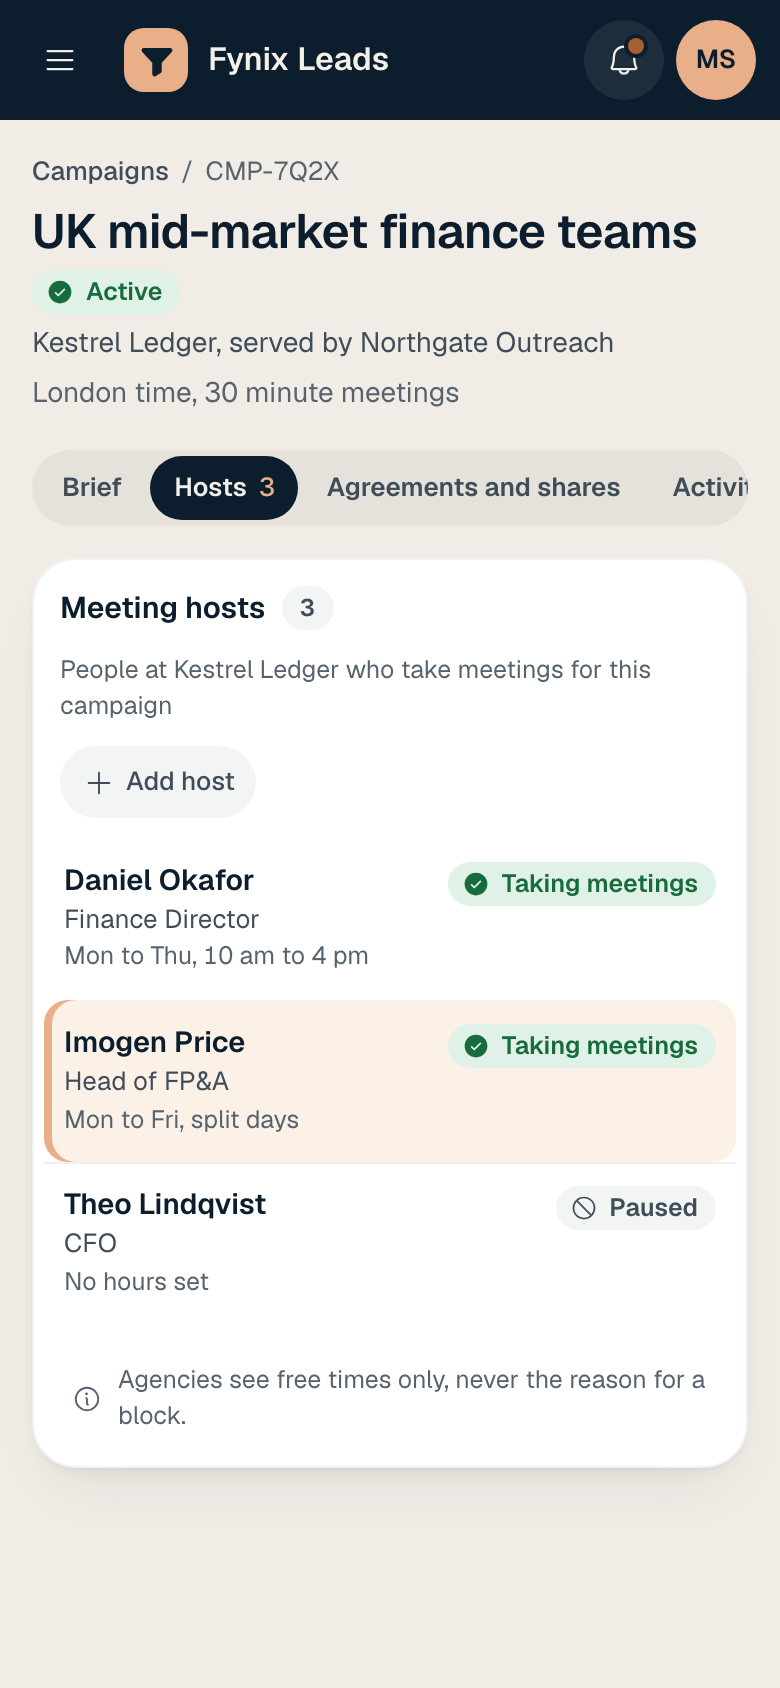 Fynix Leads
MS
Campaigns / CMP-7Q2X
UK mid-market finance teams
Active
Kestrel Ledger, served by Northgate Outreach
London time, 30 minute meetings
Brief Hosts 3 Agreements and shares Activit
Meeting hosts 3
People at Kestrel Ledger who take meetings for this
campaign
Add host
Daniel Okafor
Taking meetings
Finance Director
Mon to Thu, 10 am to 4 pm
Imogen Price
Taking meetings
Head of FP&A
Mon to Fri, split days
Theo Lindqvist
Paused
CFO
No hours set
Agencies see free times only, never the reason for a
block.